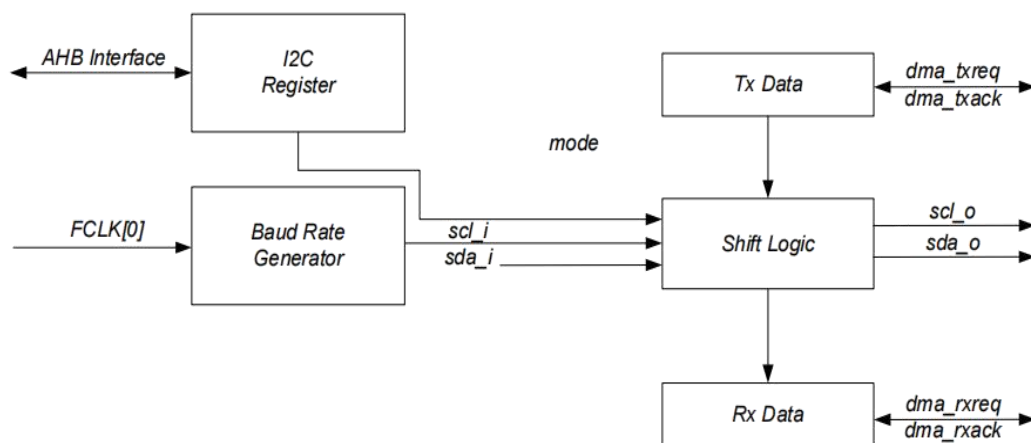 AHB Interface
I2C
Register
Tx Data
dma_txreq
dma_txack
mode
FCLK[0]
Baud Rate
Generator
scl_i
sda_i
Shift Logic
scl_o
sda_o
Rx Data
dma_rxreq
dma_rxack